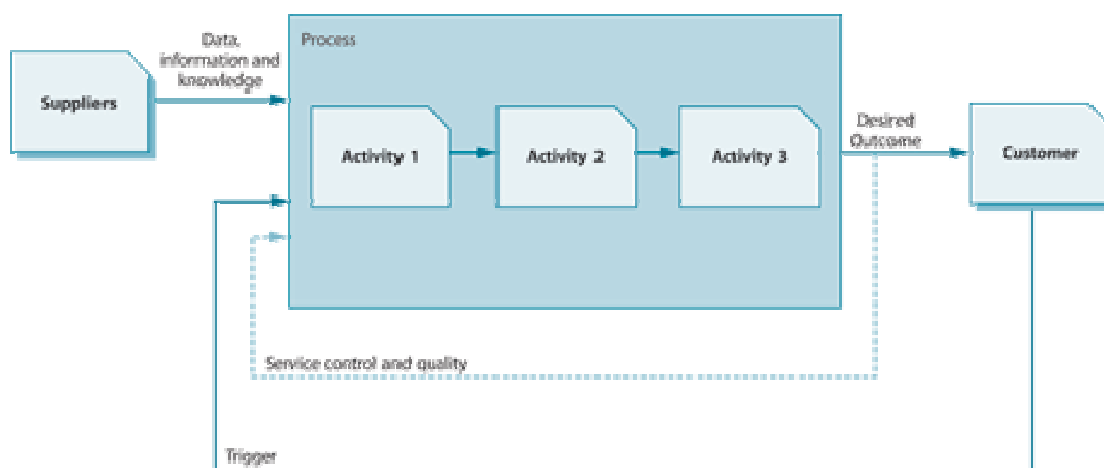 Data,
information and
knowledge
Suppliers
Process
Activity 1
Activity 2
Activity 3
Desired
Outcome
Customer
Service control and quality
Trigger